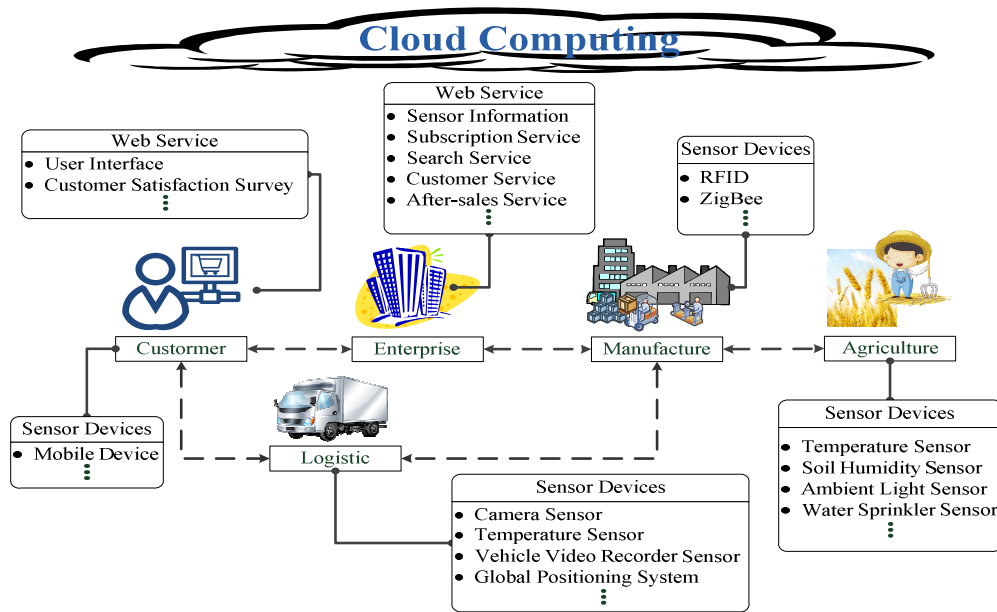 Cloud Computing
Web Service
Sensor Information
Subscription Service
Search Service
Customer Service
After-sales Service
Web Service
User Interface
Customer Satisfaction Survey
Sensor Devices
RFID
ZigBee
Custormer
Enterprise
Manufacture
Agriculture
Sensor Devices
Mobile Device
Logistic
Sensor Devices
Camera Sensor
Temperature Sensor
Vehicle Video Recorder Sensor
Global Positioning System
Sensor Devices
Temperature Sensor
Soil Humidity Sensor
Ambient Light Sensor
Water Sprinkler Sensor